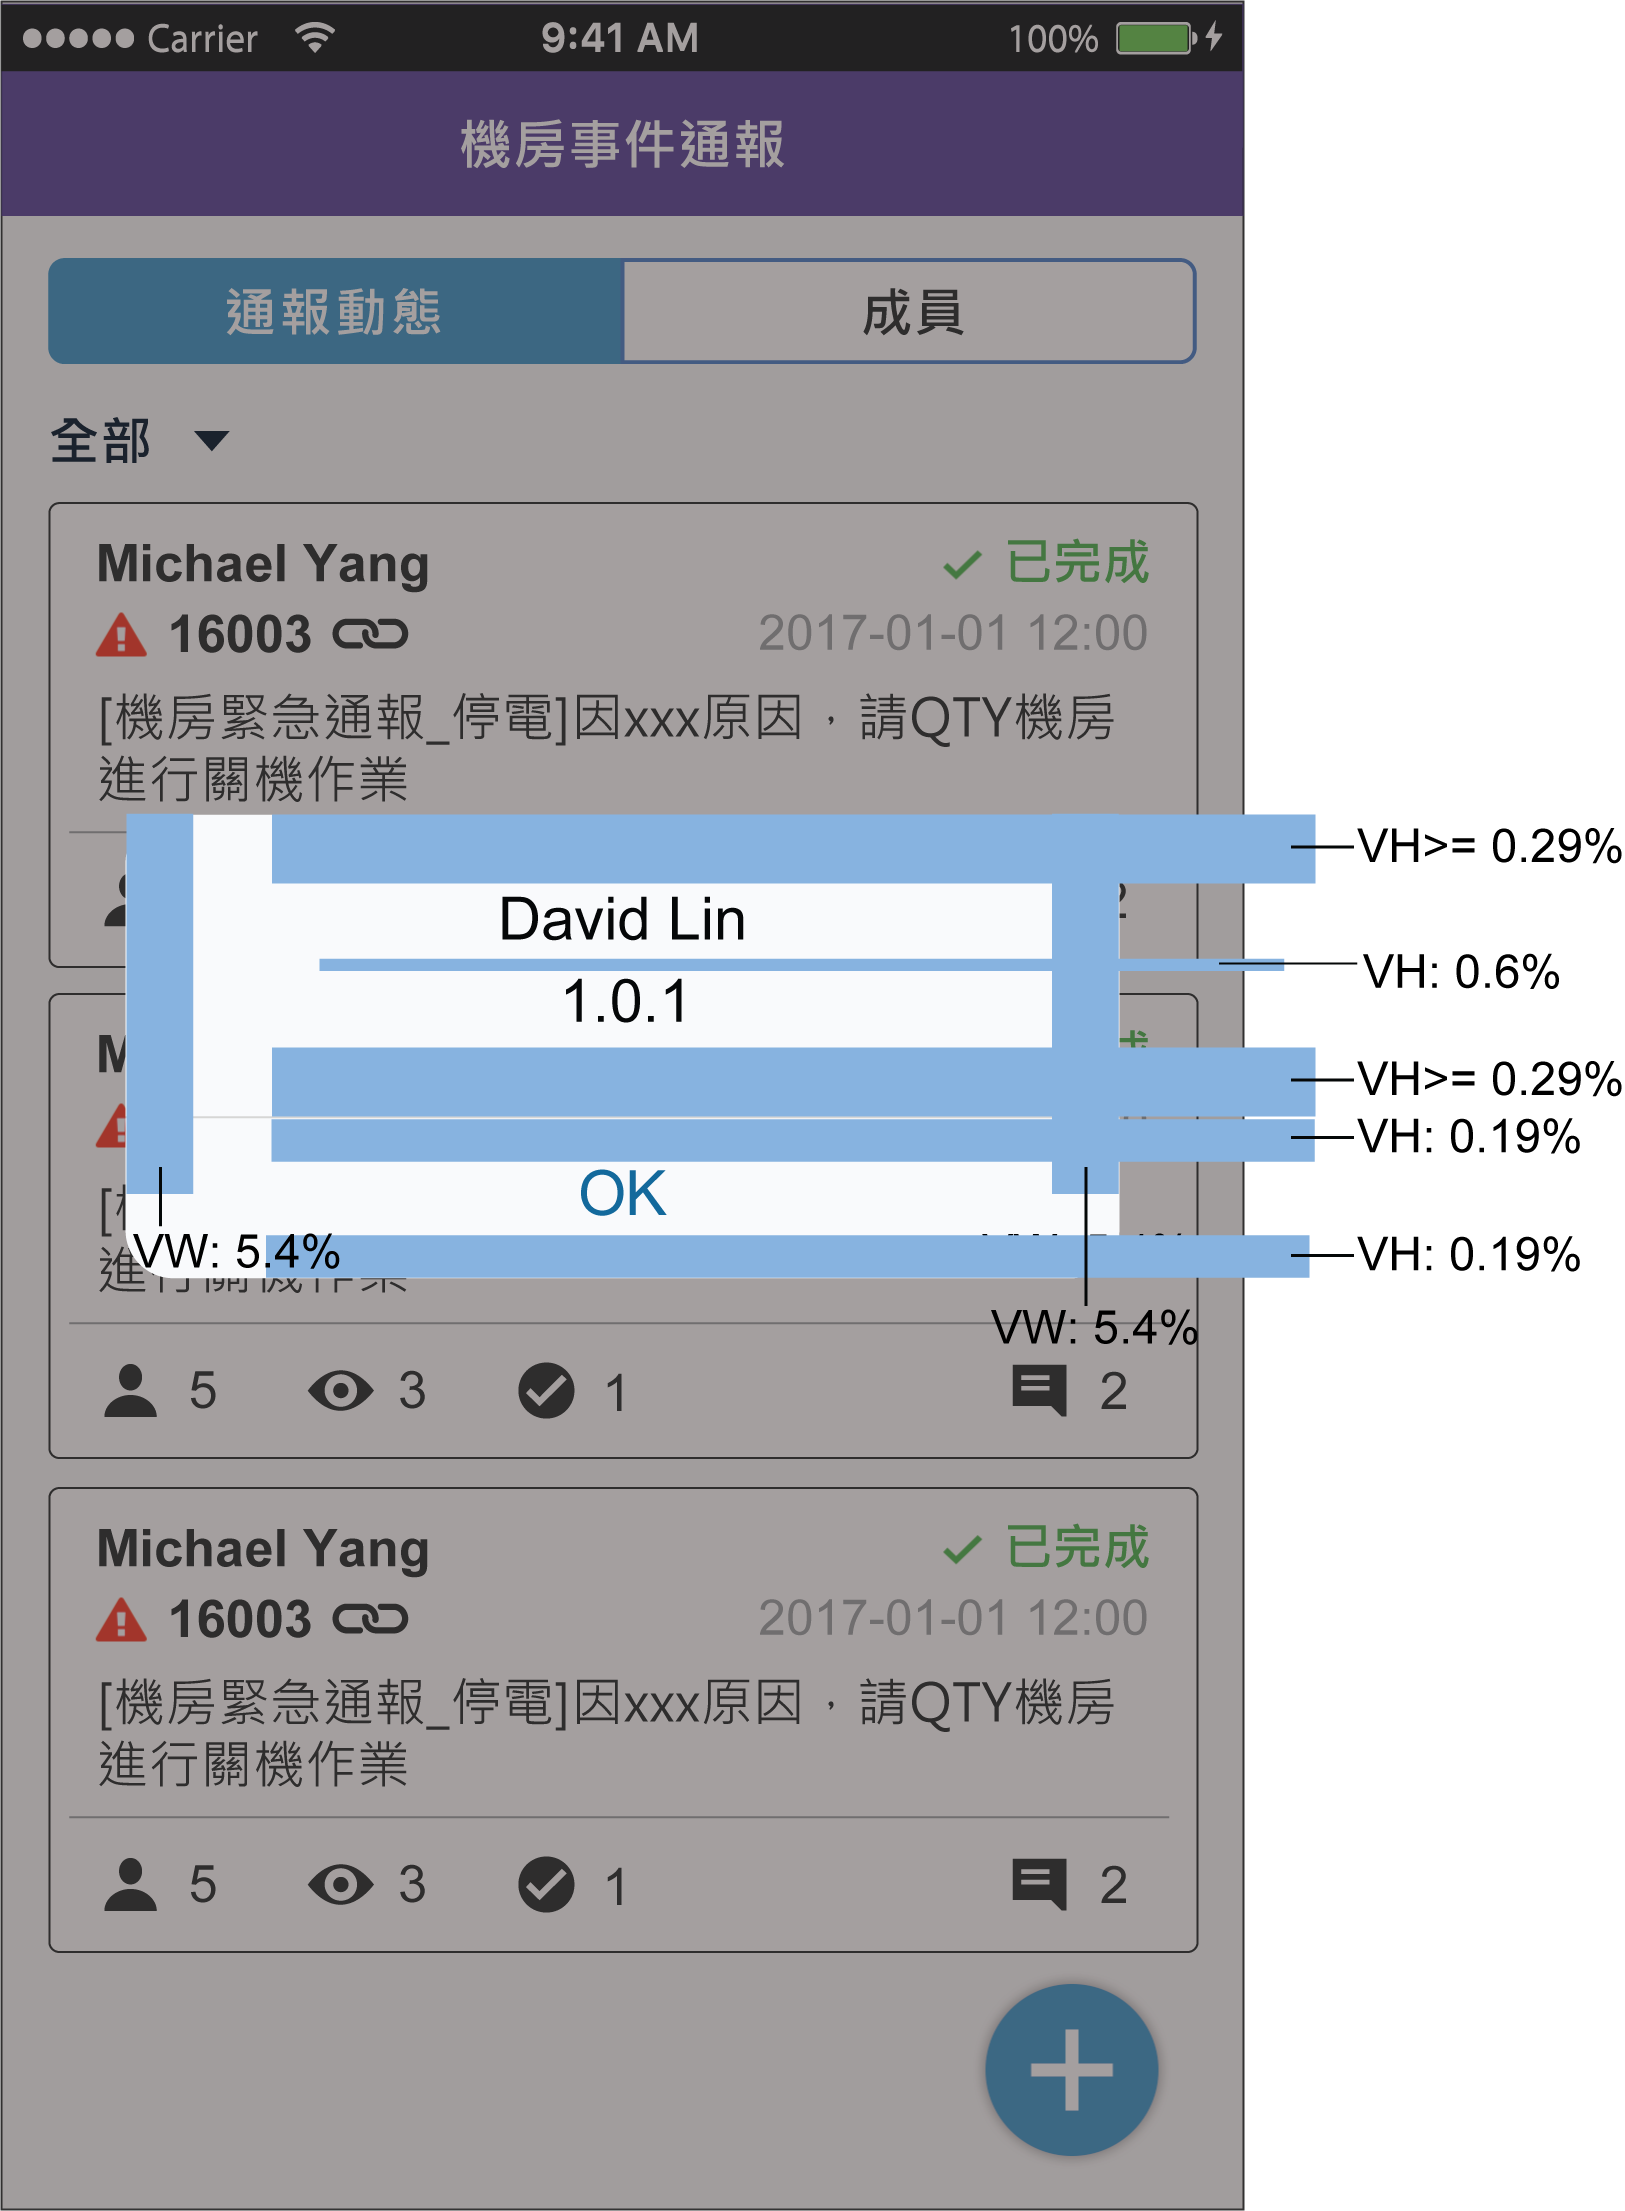 Carrier 9:41 AM 100%
機房事件通報
通報動態 成員
全部
Michael Yang 已完成
16003 2017-01-01 12:00
[機房緊急通報_停電]因xxx原因，請QTY機房
進行關機作業
VH>= 0.29%
David Lin
VH: 0.6%
1.0.1
VH>= 0.29%
VH: 0.19%
OK
VW: 5.4%
VH: 0.19%
進行關機作業
VW: 5.4%
5 3 1 2
Michael Yang 已完成
16003 2017-01-01 12:00
[機房緊急通報_停電]因xxx原因，請QTY機房
進行關機作業
5 3 1 2